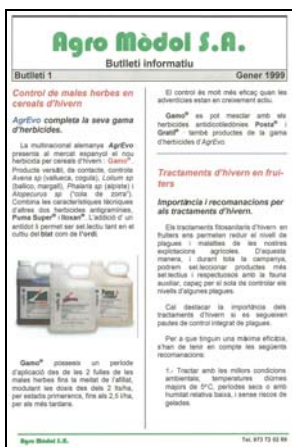 Agro Mòdol S.A.
Butlletí informatiu
Butlletí 1 Gener 1999
Control de males herbes en
cereals d'hivern
AgrEvo completa la seva gama
d'herbicides.
La multinacional alemanya AgrEvo
presenta al mercat espanyol el nou
herbicida per cereals d'hivern : Gamo®.
Producte versàtil, de contacte, controla
Avena sp (valluca, cogula), Lolium sp
(ballico, margall), Phalaris sp (alpiste) i
Alopecurus sp ("cola de zorra").
Combina les característiques tècniques
d'altres dos herbicides antigramínies,
Puma Super® i Iloxan®. L'addició d' un
antídot li permet ser sel.lectiu tant en el
cultiu del blat com de l'ordi.
Gamo® posseeix un període
d'aplicació des de les 2 fulles de les
males herbes fins la meitat de l'afillat,
modulant les dosis des dels 2 lts/ha,
per estadis primerencs, fins als 2,5 l/ha,
per als més tardans.
El control és molt més eficaç quan les
adventícies estan en creixement actiu.
Gamo® es pot mesclar amb els
herbicides antidicotiledònies Posta® i
Gratil® també productes de la gama
d'herbicides d'AgrEvo.
Tractaments d'hivern en frui-
ters
Importància i recomanacions per
als tractaments d'hivern.
Els tractaments fitosanitaris d'hivern en
fruiters ens permeten reduir el nivell de
plagues i malalties de les nostres
explotacions agrícoles. D'aquesta
manera, i durant tota la campanya,
podrem sel.leccionar productes més
sel.lectius i respectuosos amb la fauna
auxiliar, capaç per si sola de controlar els
nivells d'algunes plagues.
Cal destacar la importància dels
tractaments d'hivern si es segueixen
pautes de control integrat de plagues.
Per a que tinguin una màxima eficàcia,
s'han de tenir en compte les següents
recomanacions:
1.- Tractar amb les millors condicions
ambientals, temperatures diürnes
majors de 5ºC, períodes secs o amb
humitat relativa baixa, i sense riscos de
gelades.
Agro Mòdol S.A.